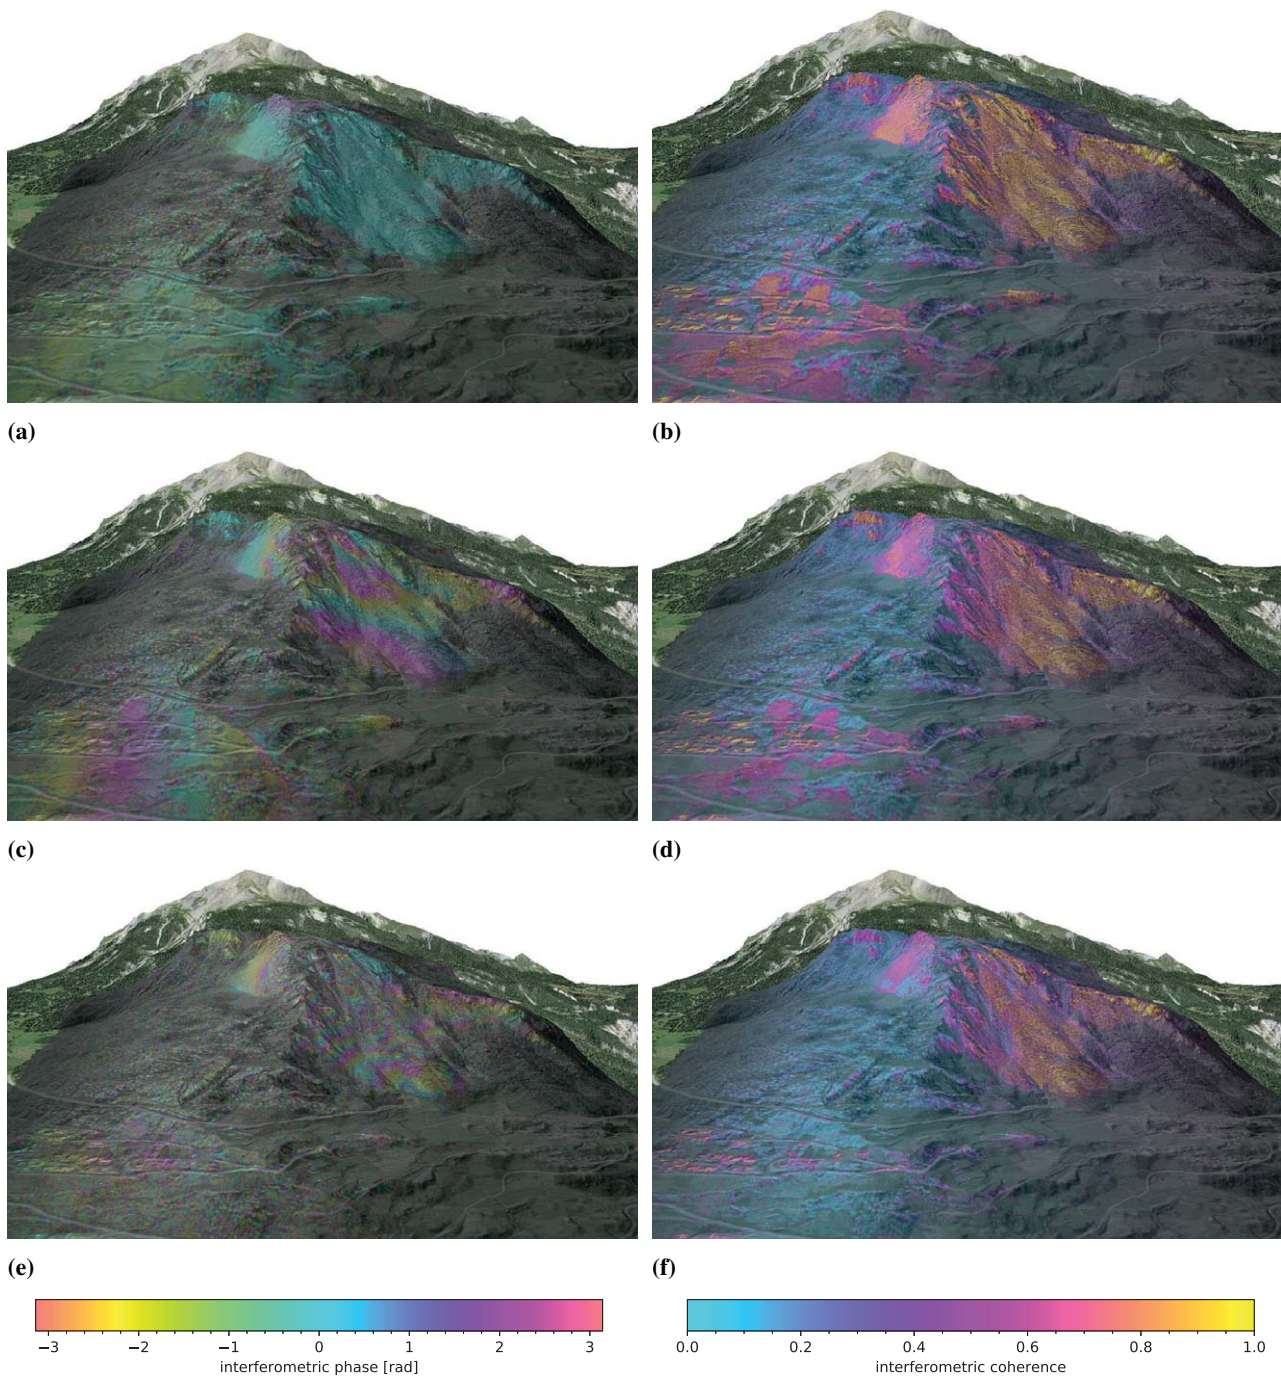 (a)
(b)
(c)
(d)
(e)
(f)
−3 −2 −1 0 1 2 3
interferometric phase [rad]
0.0 0.2 0.4 0.6 0.8 1.0
interferometric coherence